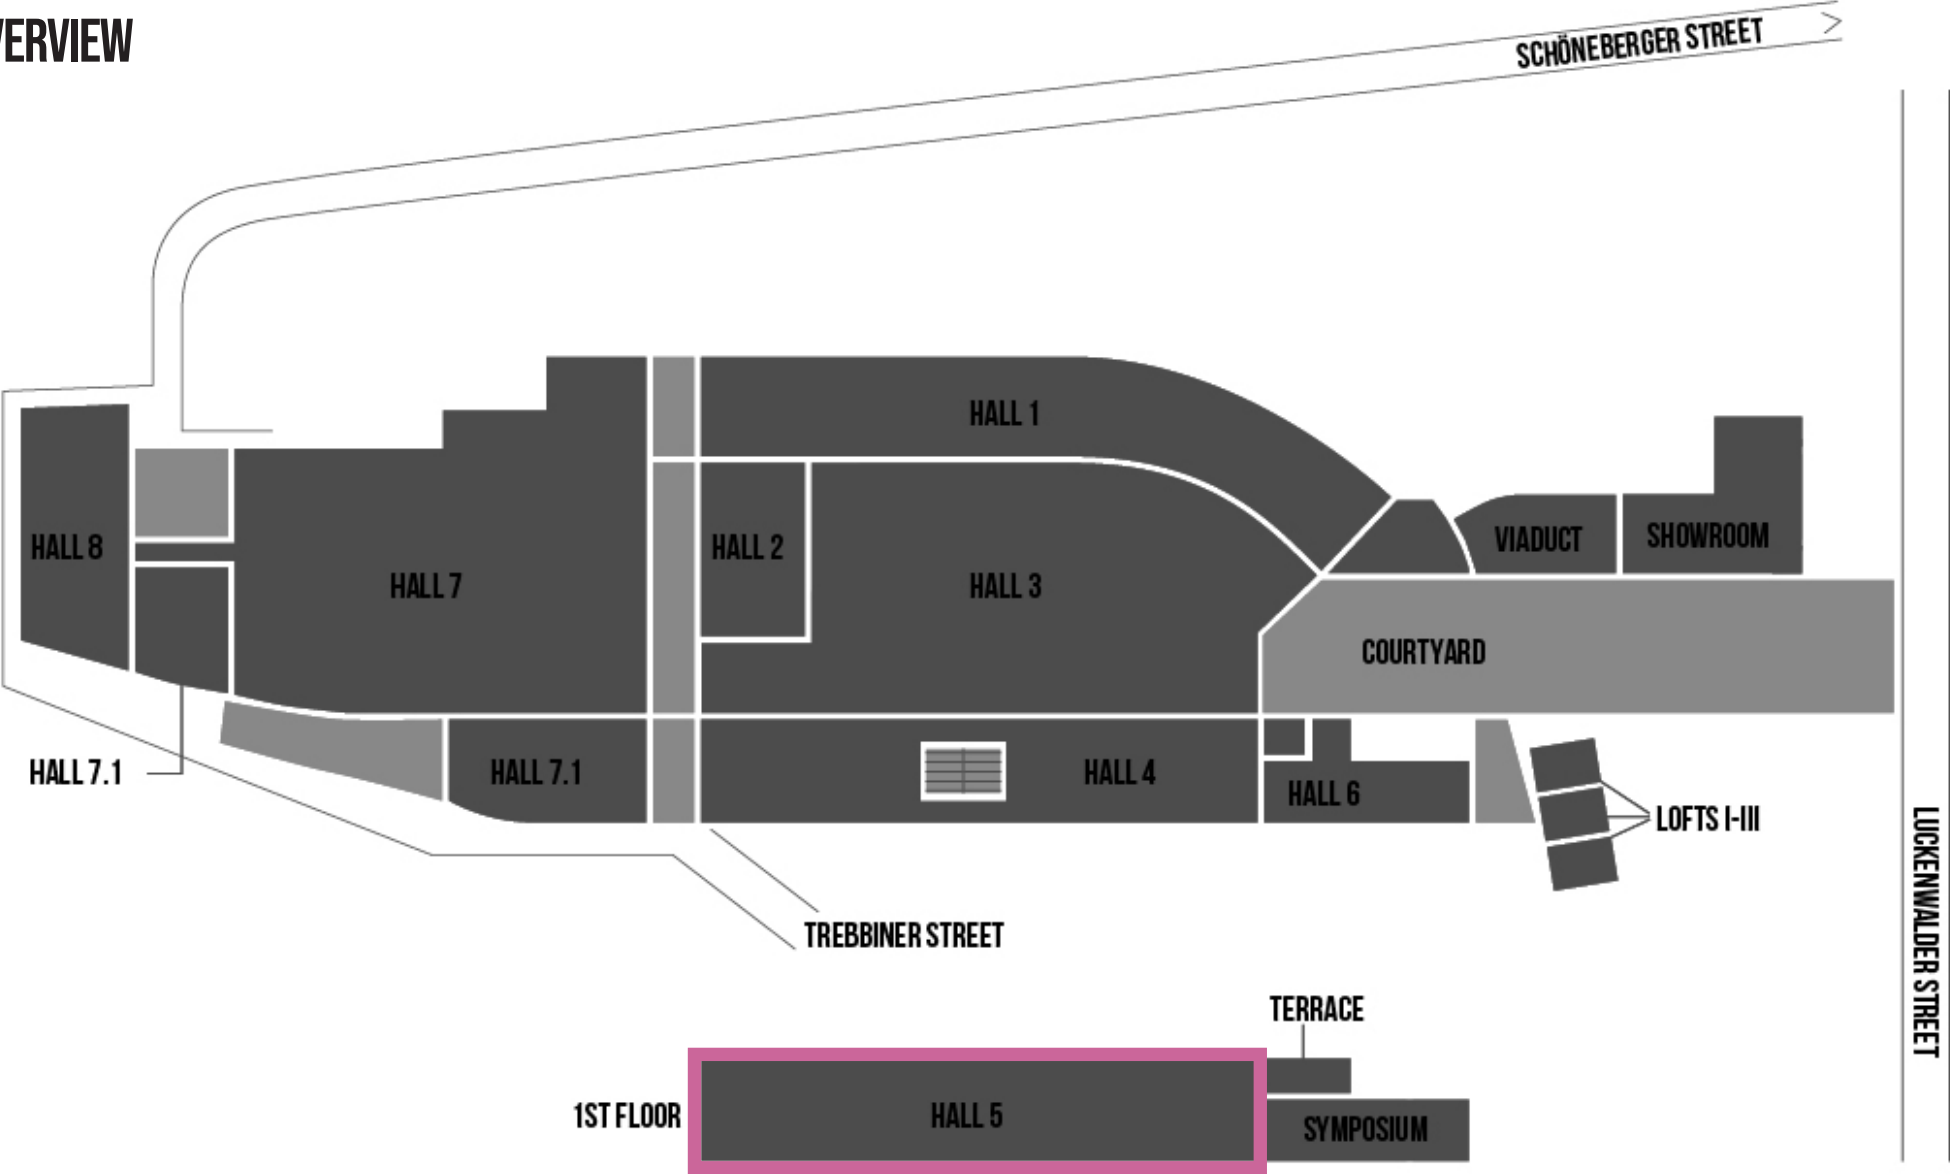 VERVIEW
SCHÖNEBERGER STREET
HALL 1
HALL 8
HALL 2
VIADUCT
SHOWROOM
HALL 7
HALL 3
COURTYARD
HALL 7.1
HALL 7.1
HALL 4
HALL 6
LOFTS I-III
LUCKENWALDER STREET
TREBBINER STREET
TERRACE
1ST FLOOR
HALL 5
SYMPOSIUM